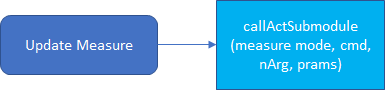 Update Measure
callActSubmodule
(measure mode, cmd,
nArg, prams)